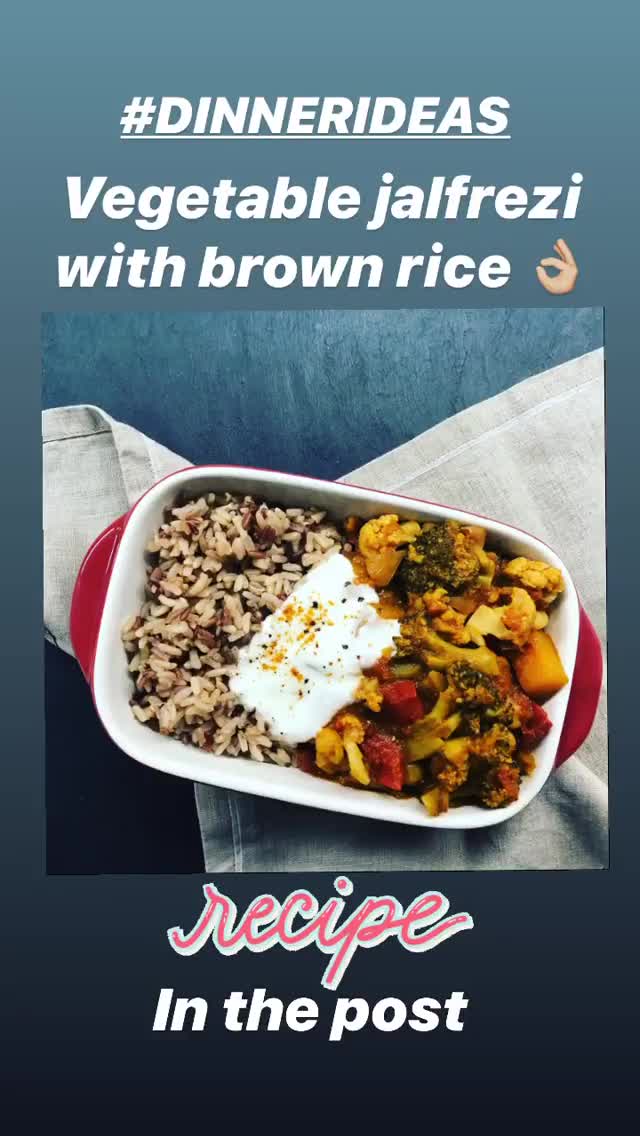 #DINNERIDEAS
Vegetable jalfrezi
with brown rice 👌🏼
recipe
In the post